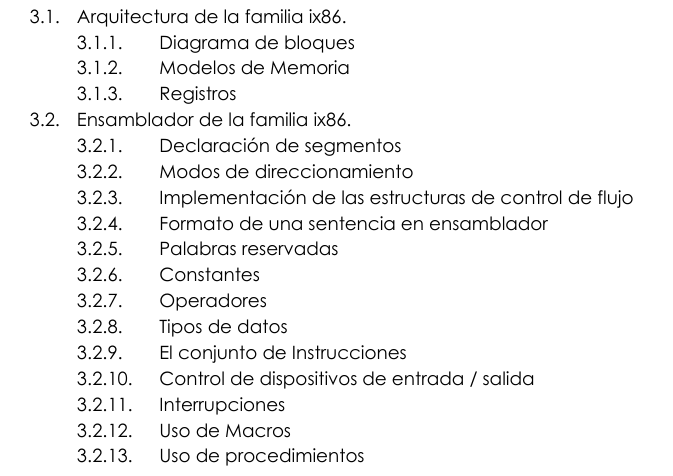 3.1. Arquitectura de la familia ix86.
3.1.1. Diagrama de bloques
3.1.2. Modelos de Memoria
3.1.3. Registros
3.2. Ensamblador de la familia ix86.
3.2.1. Declaración de segmentos
3.2.2. Modos de direccionamiento
3.2.3. Implementación de las estructuras de control de flujo
3.2.4. Formato de una sentencia en ensamblador
3.2.5. Palabras reservadas
3.2.6. Constantes
3.2.7. Operadores
3.2.8. Tipos de datos
3.2.9. El conjunto de Instrucciones
3.2.10. Control de dispositivos de entrada / salida
3.2.11. Interrupciones
3.2.12. Uso de Macros
3.2.13. Uso de procedimientos